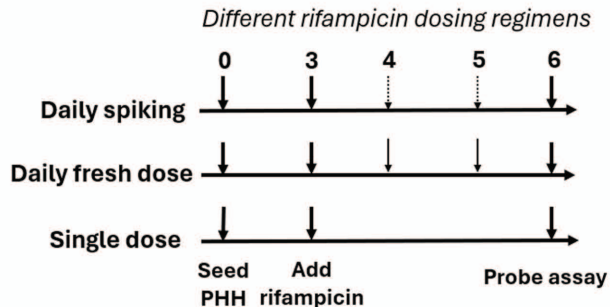 Different rifampicin dosing regimens
0 3 4 5 6
Daily spiking
Daily fresh dose
Single dose
Seed Add Probe assay
PHH rifampicin